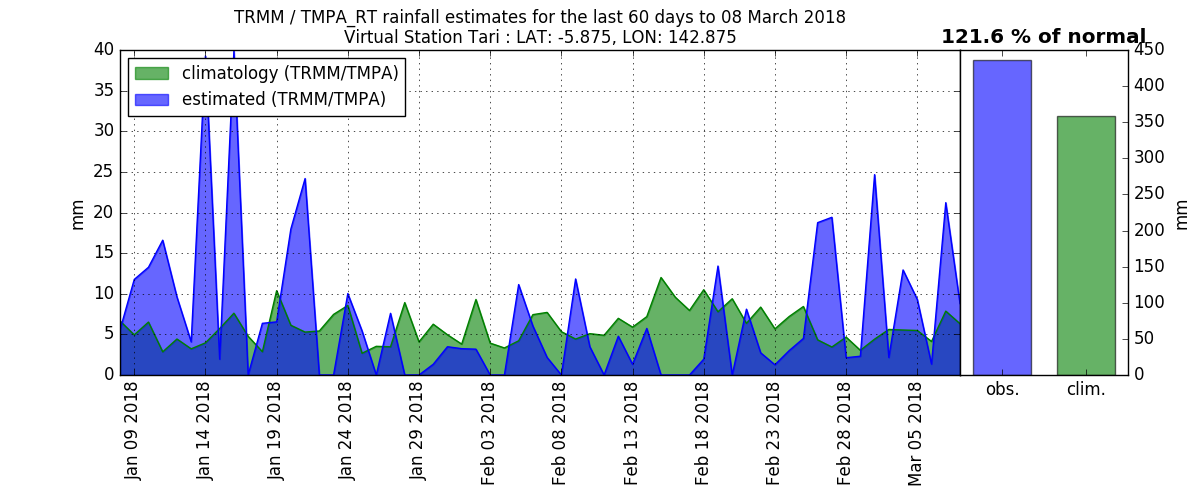 TRMM / TMPA_RT rainfall estimates for the last 60 days to 08 March 2018
Virtual Station Tari : LAT: -5.875, LON: 142.875
121.6 % of normal
climatology (TRMM/TMPA)
estimated (TRMM/TMPA)
mm
40
35
30
25
20
15
10
5
0
Jan 09 2018
Jan 14 2018
Jan 19 2018
Jan 24 2018
Jan 29 2018
Feb 03 2018
Feb 08 2018
Feb 13 2018
Feb 18 2018
Feb 23 2018
Feb 28 2018
Mar 05 2018
obs.
clim.
450
400
350
300
250
200
150
100
50
0
mm